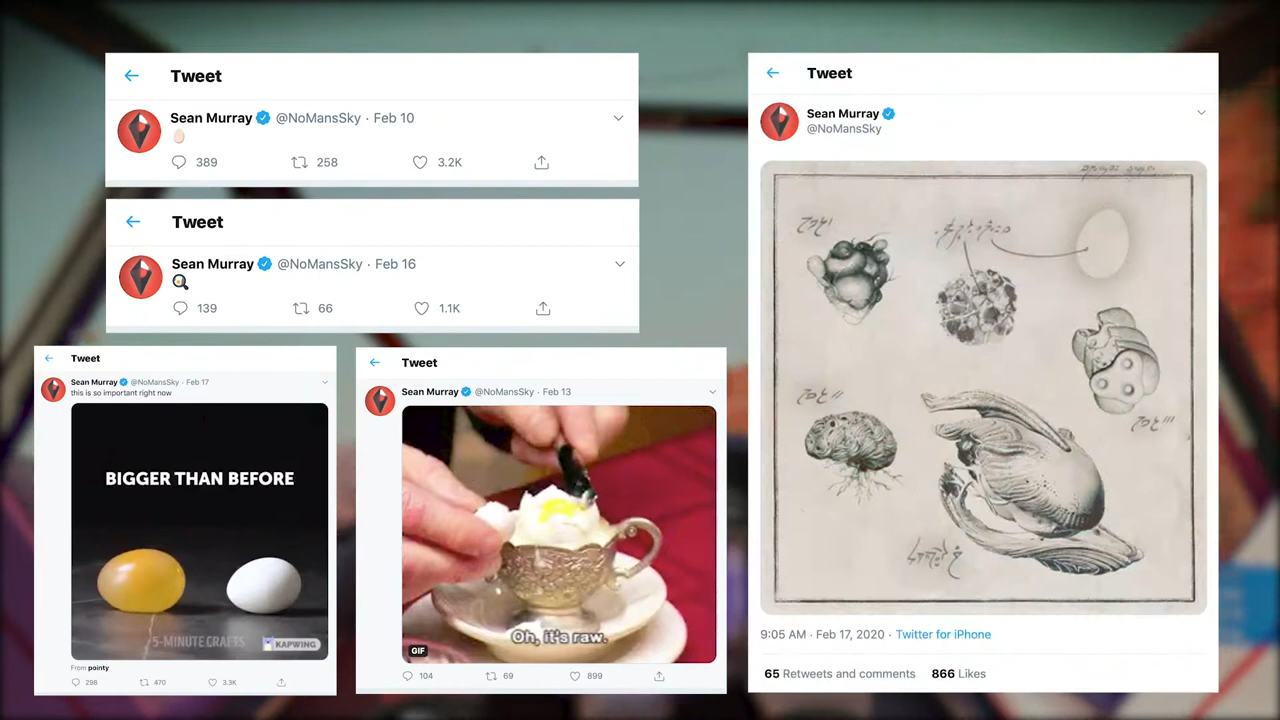 Tweet
Sean Murray @NoMansSky · Feb 10
🥚
389 258 3.2K
Tweet
Sean Murray @NoMansSky · Feb 16
🍳
139 66 1.1K
Tweet
Sean Murray @NoMansSky · Feb 17
this is so important right now
BIGGER THAN BEFORE
5-MINUTE CRAFTS
KAPWING
From pointy
298 470 3.3K
Tweet
Sean Murray @NoMansSky · Feb 13
Oh, it's raw.
GIF
104 69 899
Tweet
Sean Murray
@NoMansSky
9:05 AM · Feb 17, 2020 · Twitter for iPhone
65 Retweets and comments 866 Likes